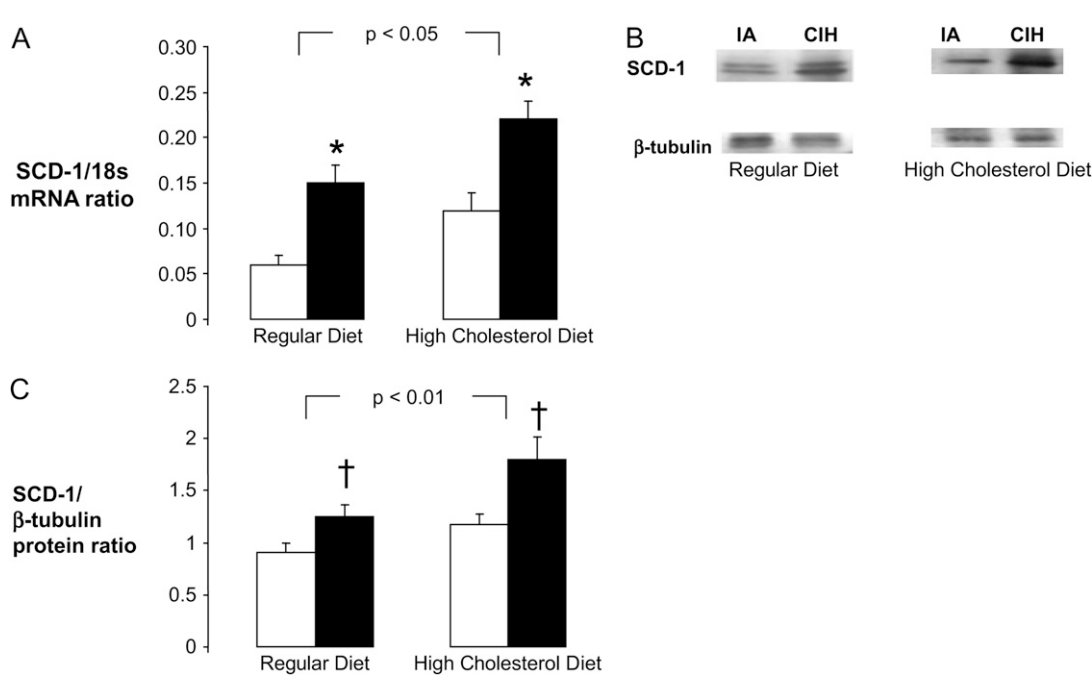 A
p < 0.05
0.30
0.25
0.20
0.15
0.10
0.05
0
SCD-1/18s
mRNA ratio
*
*
Regular Diet
High Cholesterol Diet
B
IA CIH
IA CIH
SCD-1
β-tubulin
Regular Diet
High Cholesterol Diet
C
p < 0.01
2.5
2
1.5
1
0.5
0
SCD-1/
β-tubulin
protein ratio
†
†
Regular Diet
High Cholesterol Diet